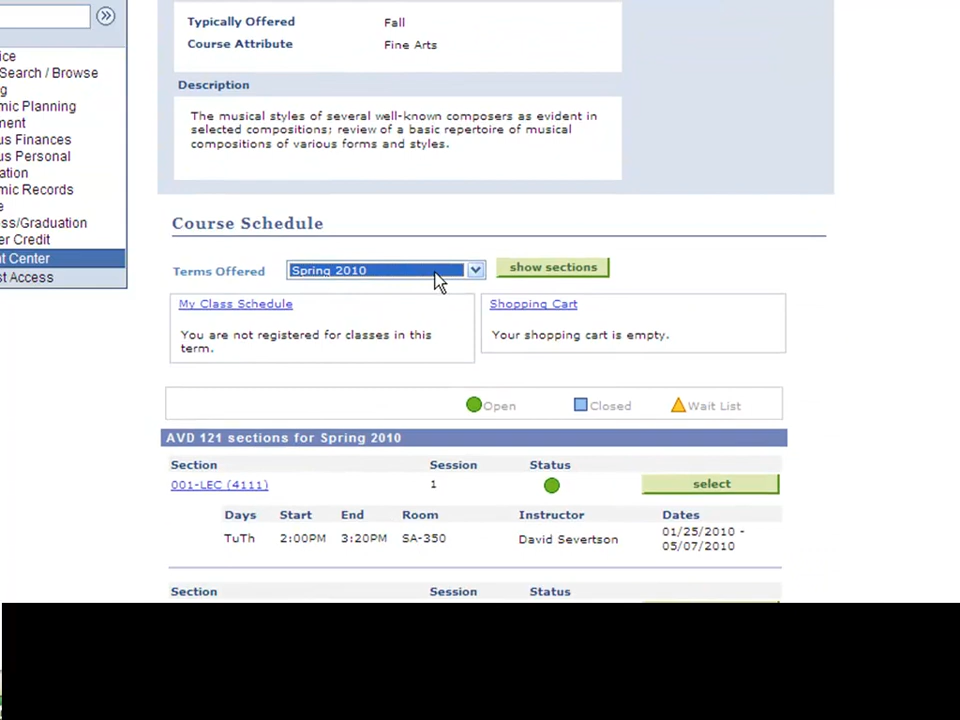 Typically Offered Fall
Course Attribute Fine Arts
Description
The musical styles of several well-known composers as evident in
selected compositions; review of a basic repertoire of musical
compositions of various forms and styles.
ice
Search / Browse
g
mic Planning
ment
us Finances
us Personal
ation
mic Records
e
ss/Graduation
er Credit
nt Center
st Access
Course Schedule
Terms Offered Spring 2010 show sections
My Class Schedule Shopping Cart
You are not registered for classes in this
term.
Your shopping cart is empty.
Open Closed Wait List
AVD 121 sections for Spring 2010
Section Session Status
001-LEC (4111) 1 select
Days Start End Room Instructor Dates
TuTh 2:00PM 3:20PM SA-350 David Severtson 01/25/2010 -
05/07/2010
Section Session Status